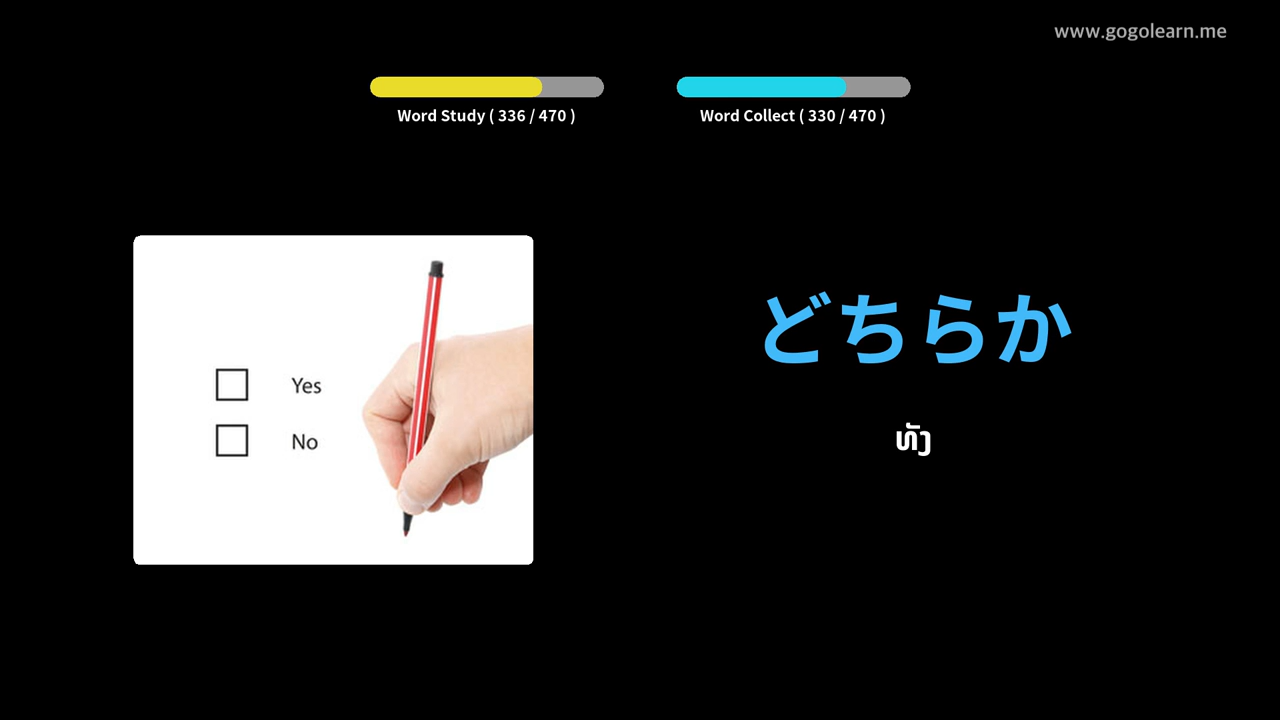 www.gogolearn.me
Word Study ( 336 / 470 )
Word Collect ( 330 / 470 )
どちらか
ທັງ
Yes
No